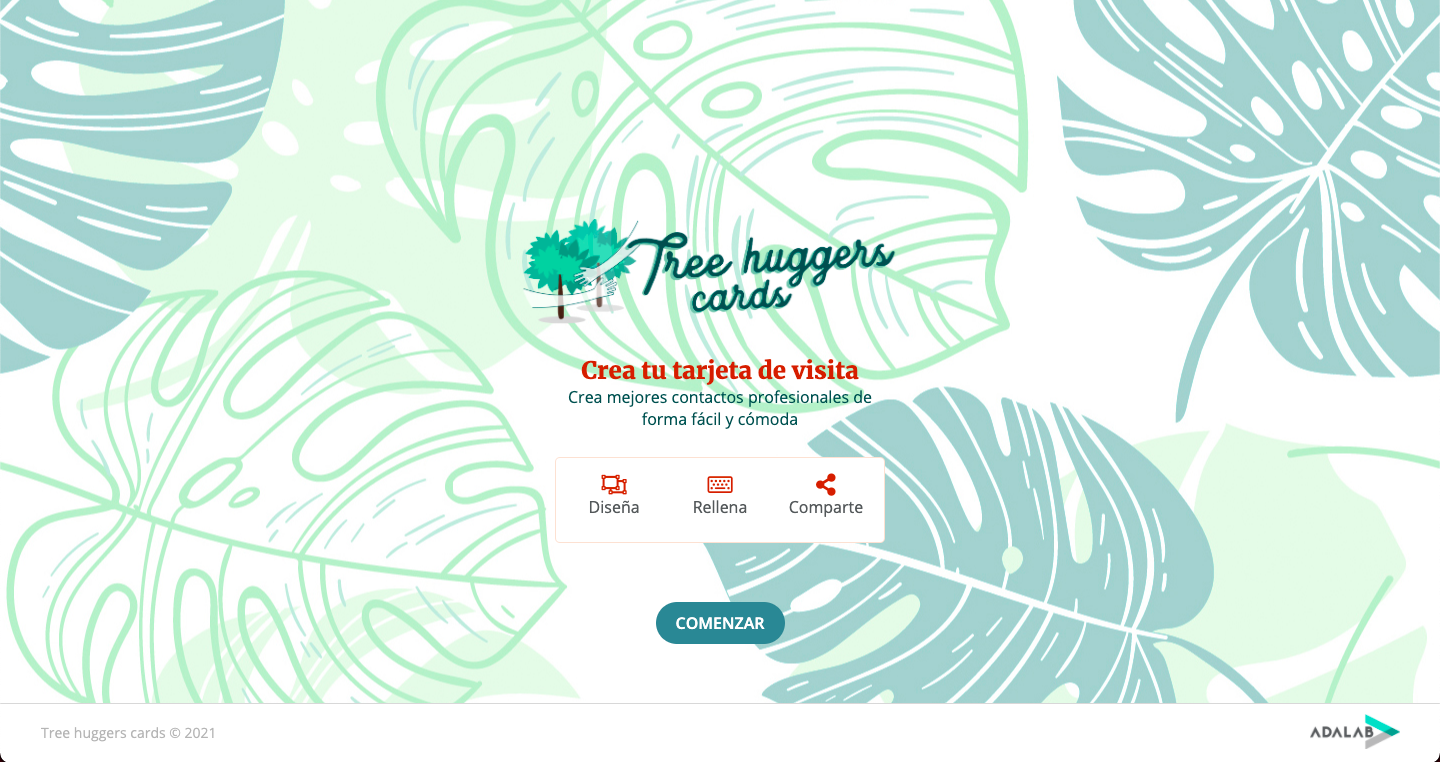 Tree huggers
cards
Crea tu tarjeta de visita
Crea mejores contactos profesionales de
forma fácil y cómoda
Diseña Rellena Comparte
COMENZAR
Tree huggers cards © 2021 ADALAB